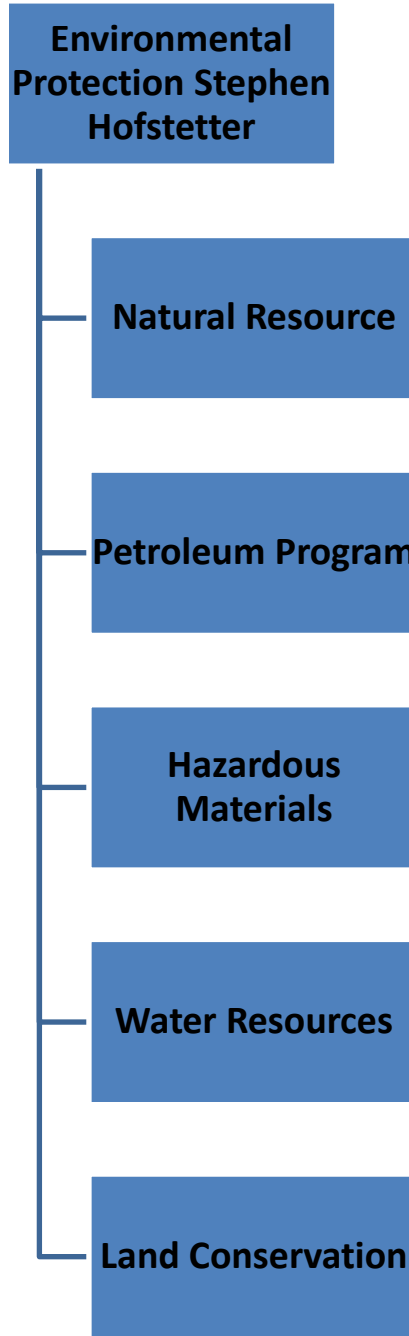 Environmental
Protection Stephen
Hofstetter
Natural Resource
Petroleum Program
Hazardous
Materials
Water Resources
Land Conservation